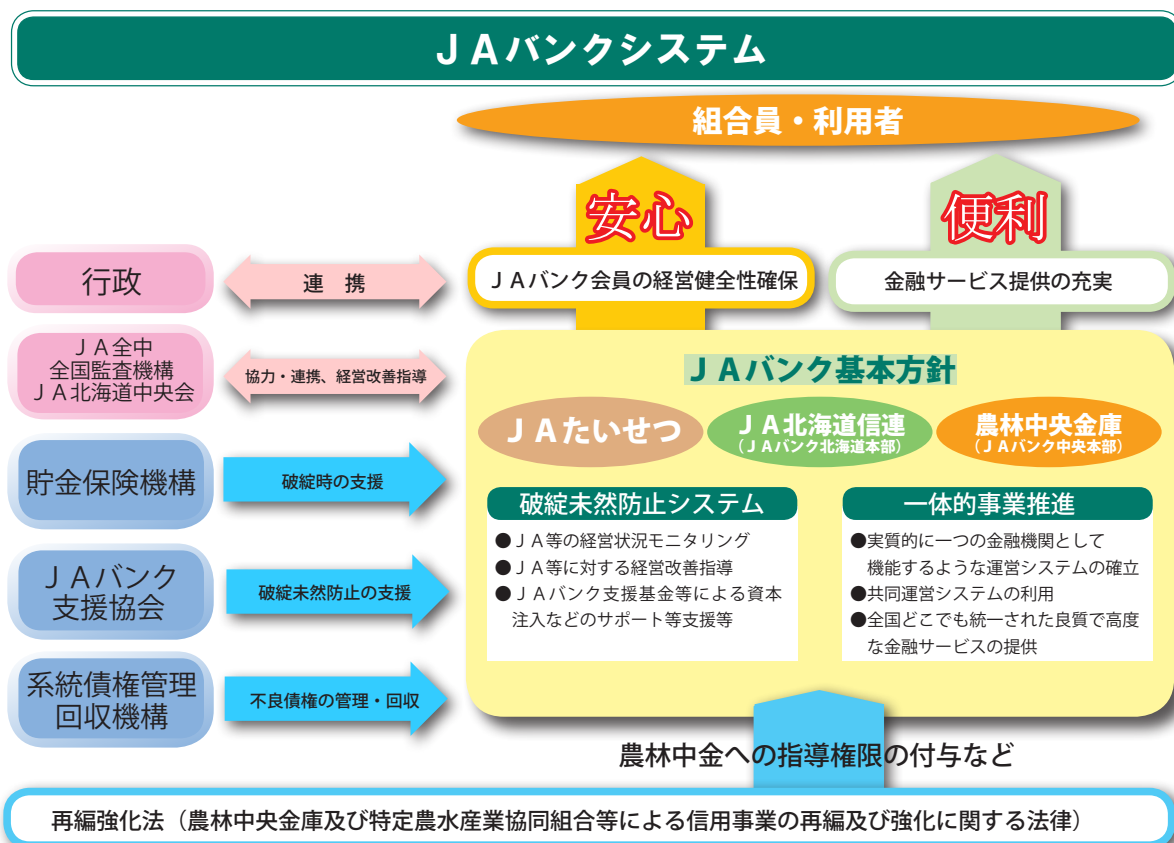 ＪＡバンクシステム
組合員・利用者
安心
便利
行政
連　携
ＪＡバンク会員の経営健全性確保
金融サービス提供の充実
ＪＡ全中
全国監査機構
ＪＡ北海道中央会
協力・連携、経営改善指導
ＪＡバンク基本方針
ＪＡたいせつ
ＪＡ北海道信連
（ＪＡバンク北海道本部）
農林中央金庫
（ＪＡバンク中央本部）
貯金保険機構
破綻時の支援
破綻未然防止システム
●ＪＡ等の経営状況モニタリング
●ＪＡ等に対する経営改善指導
●ＪＡバンク支援基金等による資本
注入などのサポート等支援等
一体的事業推進
●実質的に一つの金融機関として
機能するような運営システムの確立
●共同運営システムの利用
●全国どこでも統一された良質で高度
な金融サービスの提供
ＪＡバンク
支援協会
破綻未然防止の支援
系統債権管理
回収機構
不良債権の管理・回収
農林中金への指導権限の付与など
再編強化法（農林中央金庫及び特定農水産業協同組合等による信用事業の再編及び強化に関する法律）